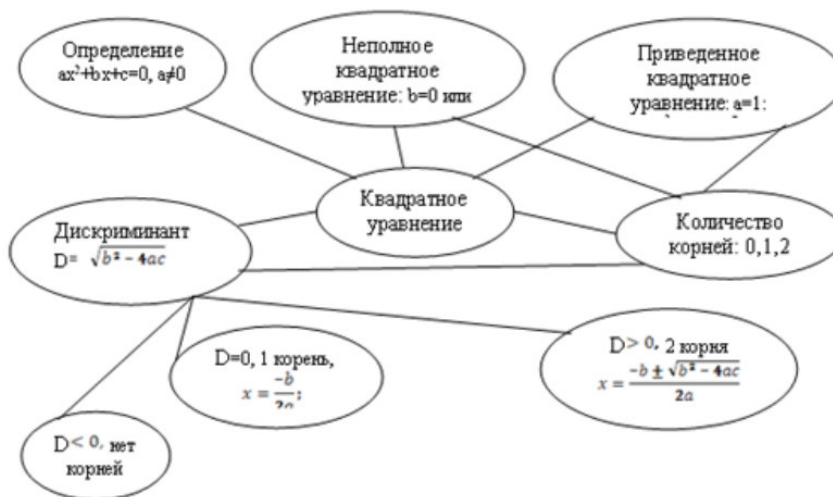 Определение
ax²+bx+c=0, a≠0
Неполное
квадратное
уравнение: b=0 или
Приведенное
квадратное
уравнение: a=1:
Квадратное
уравнение
Дискриминант
D= √(b² − 4ac)
Количество
корней: 0,1,2
D=0, 1 корень,
x = −b/2a;
D> 0, 2 корня
x = (−b ± √(b² − 4ac))/2a
D< 0, нет
корней